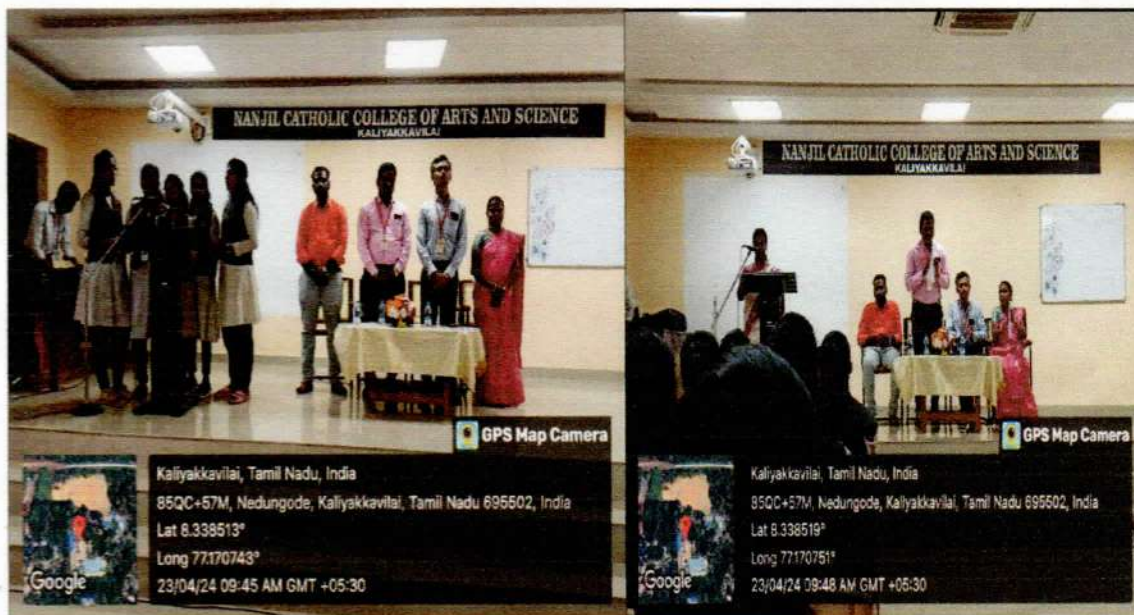 NANJIL CATHOLIC COLLEGE OF ARTS AND SCIENCE
KALIYAKKAVILAI
GPS Map Camera
Kaliyakkavilai, Tamil Nadu, India
85QC+57M, Nedungode, Kaliyakkavilai, Tamil Nadu 695502, India
Lat 8.338513°
Long 77.170743°
23/04/24 09:45 AM GMT +05:30
Google
NANJIL CATHOLIC COLLEGE OF ARTS AND SCIENCE
KALIYAKKAVILAI
GPS Map Camera
Kaliyakkavilai, Tamil Nadu, India
85QC+57M, Nedungode, Kaliyakkavilai, Tamil Nadu 695502, India
Lat 8.338519°
Long 77.170751°
23/04/24 09:48 AM GMT +05:30
Google